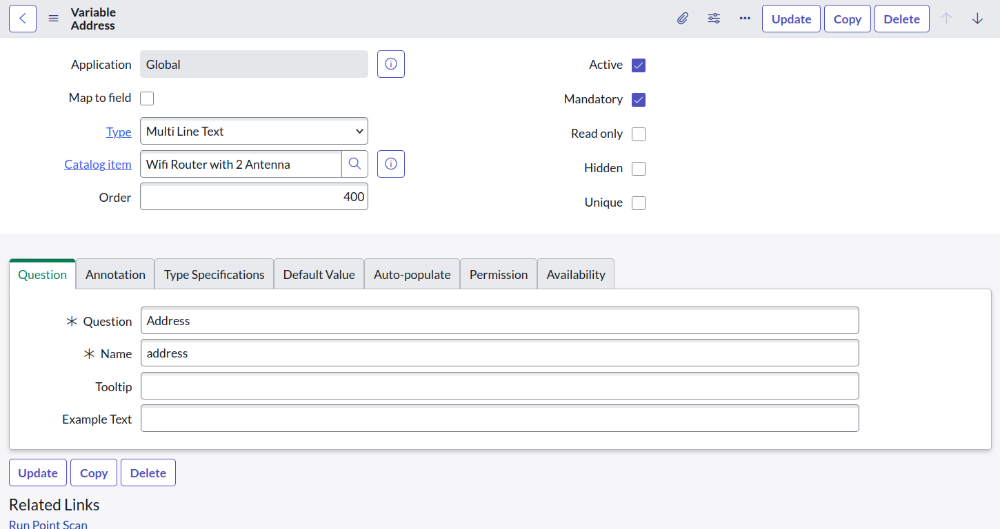 Variable
Address
Update
Copy
Delete
Application
Global
Active
Map to field
Mandatory
Type
Multi Line Text
Read only
Catalog item
Wifi Router with 2 Antenna
Hidden
Order
400
Unique
Question
Annotation
Type Specifications
Default Value
Auto-populate
Permission
Availability
Question
Address
Name
address
Tooltip
Example Text
Update
Copy
Delete
Related Links
Run Point Scan